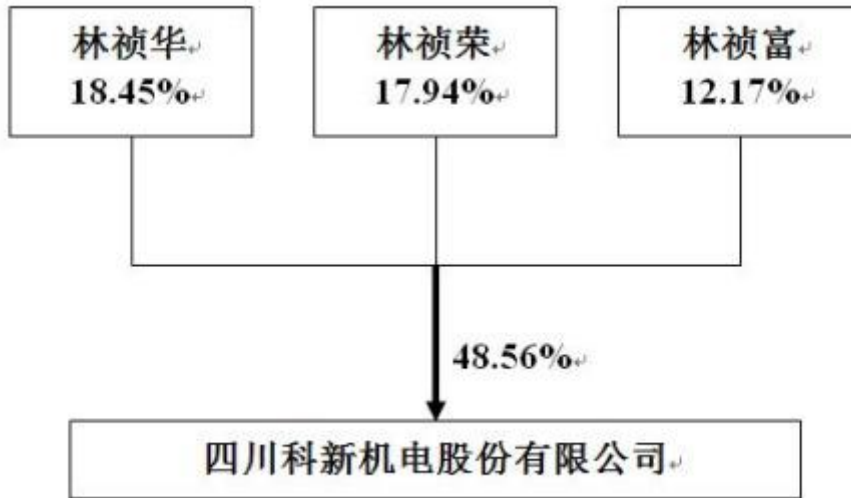 林祯华
18.45%
林祯荣
17.94%
林祯富
12.17%
48.56%
四川科新机电股份有限公司